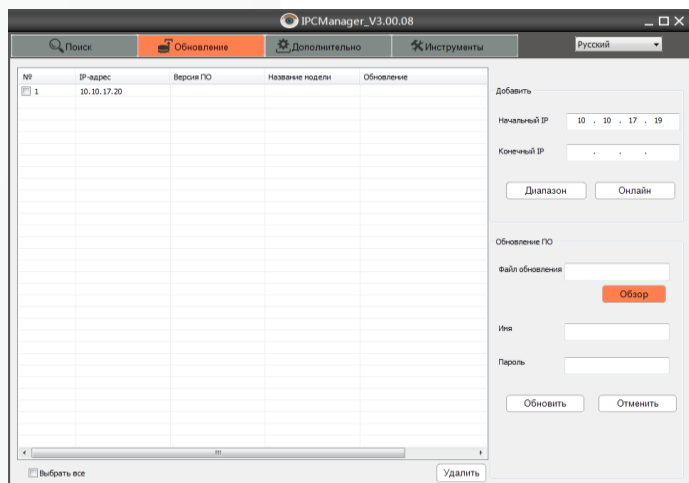 IPCManager_V3.00.08
Поиск Обновление Дополнительно Инструменты Русский
№ IP-адрес Версия ПО Название модели Обновление
1 10.10.17.20
Добавить
Начальный IP 10 . 10 . 17 . 19
Конечный IP . . .
Диапазон Онлайн
Обновление ПО
Файл обновления
Обзор
Имя
Пароль
Обновить Отменить
Выбрать все Удалить